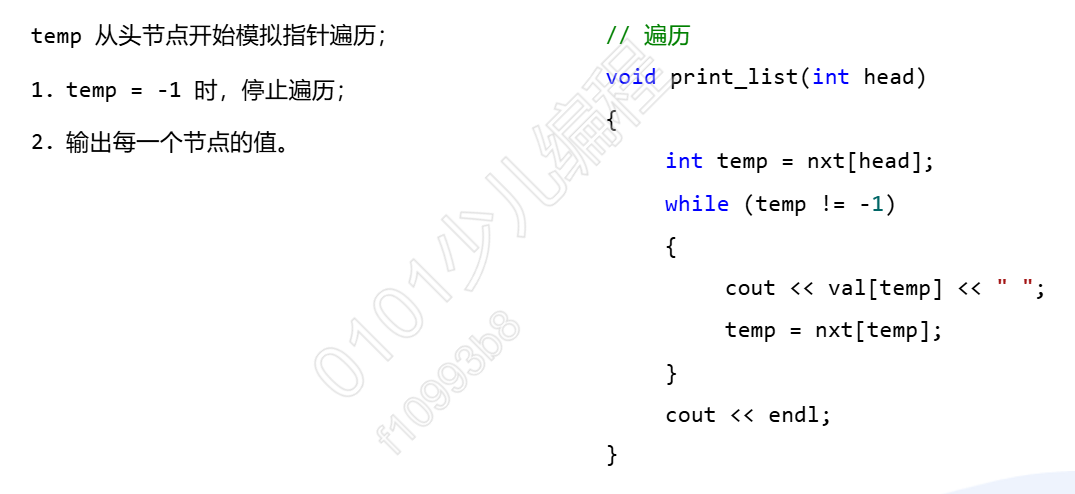 temp 从头节点开始模拟指针遍历;
1. temp = -1 时，停止遍历;
2. 输出每一个节点的值。
// 遍历
void print_list(int head)
{
int temp = nxt[head];
while (temp != -1)
{
cout << val[temp] << " ";
temp = nxt[temp];
}
cout << endl;
}
0101少儿编程
f10993b8